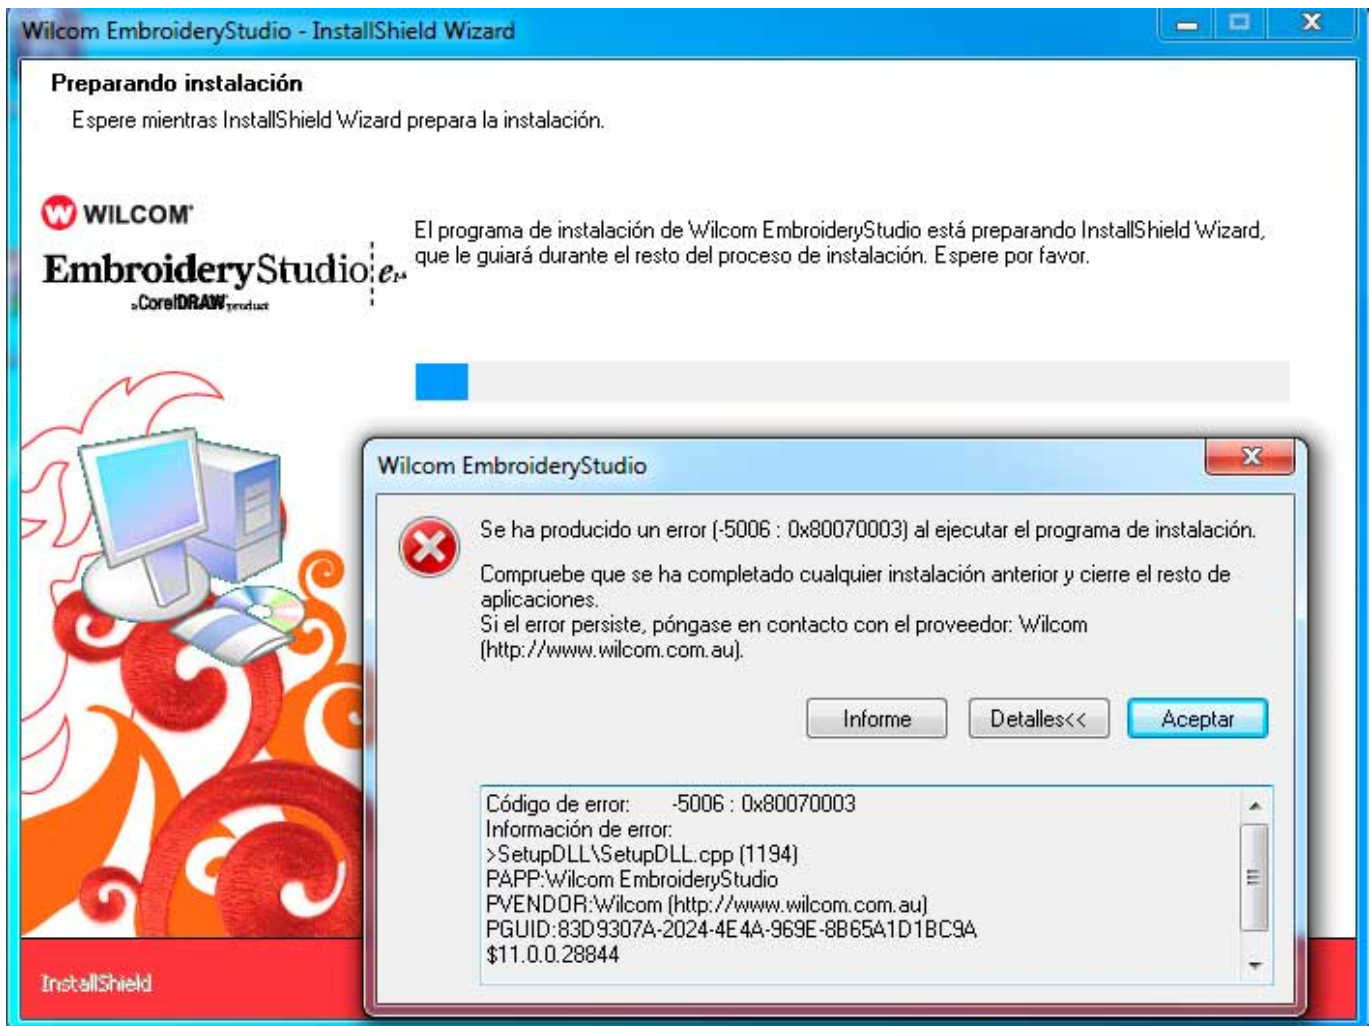 Wilcom EmbroideryStudio - InstallShield Wizard
Preparando instalación
Espere mientras InstallShield Wizard prepara la instalación.
WILCOM
EmbroideryStudio
a CorelDRAW product
El programa de instalación de Wilcom EmbroideryStudio está preparando InstallShield Wizard,
que le guiará durante el resto del proceso de instalación. Espere por favor.
Wilcom EmbroideryStudio
Se ha producido un error (-5006 : 0x80070003) al ejecutar el programa de instalación.
Compruebe que se ha completado cualquier instalación anterior y cierre el resto de
aplicaciones.
Si el error persiste, póngase en contacto con el proveedor: Wilcom
(http://www.wilcom.com.au).
Informe
Detalles<<
Aceptar
Código de error: -5006 : 0x80070003
Información de error:
>SetupDLL\SetupDLL.cpp (1194)
PAPP:Wilcom EmbroideryStudio
PVENDOR:Wilcom (http://www.wilcom.com.au)
PGUID:83D9307A-2024-4E4A-969E-8B65A1D1BC9A
$11.0.0.28844
InstallShield